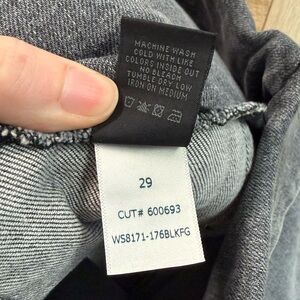 MACHINE WASH
COLD WITH LIKE
COLORS INSIDE OUT
NO BLEACH
TUMBLE DRY LOW
IRON ON MEDIUM
29
CUT# 600693
WS8171-176BLKFG